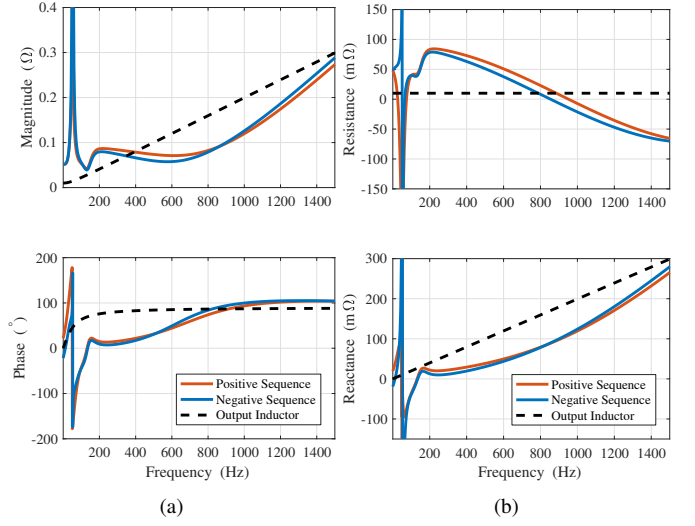 0.4
0.3
0.2
0.1
0
Magnitude (Ω)
200 400 600 800 1000 1200 1400
150
100
50
0
-50
-100
-150
Resistance (m Ω)
200 400 600 800 1000 1200 1400
200
100
0
-100
-200
Phase (°)
Positive Sequence
Negative Sequence
Output Inductor
200 400 600 800 1000 1200 1400
Frequency (Hz)
(a)
300
200
100
0
-100
Reactance (m Ω)
Positive Sequence
Negative Sequence
Output Inductor
200 400 600 800 1000 1200 1400
Frequency (Hz)
(b)